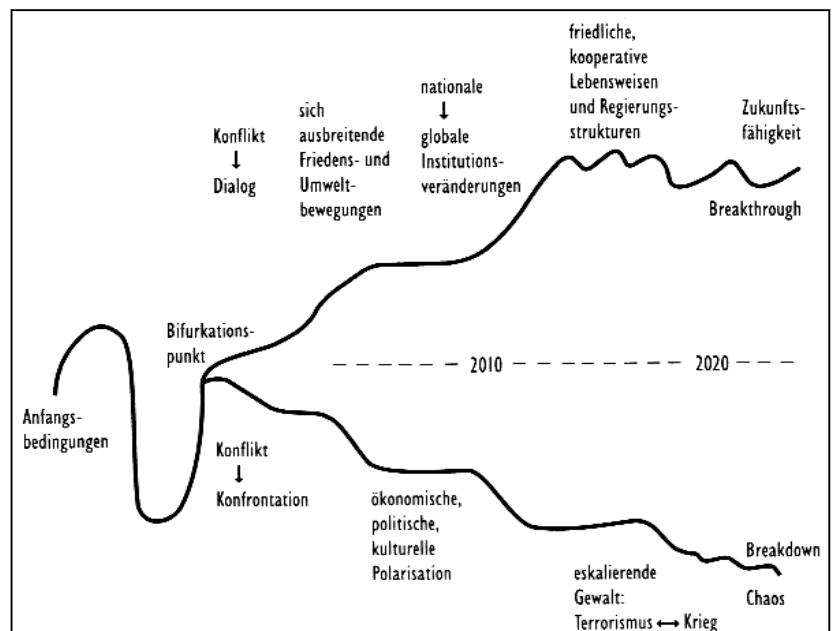 Konflikt
↓
Dialog
sich
ausbreitende
Friedens- und
Umwelt-
bewegungen
nationale
↓
globale
Institutions-
veränderungen
friedliche,
kooperative
Lebensweisen
und Regierungs-
strukturen
Zukunfts-
fähigkeit
Breakthrough
Bifurkations-
punkt
2010
2020
Anfangs-
bedingungen
Konflikt
↓
Konfrontation
ökonomische,
politische,
kulturelle
Polarisation
eskalierende
Gewalt:
Terrorismus ↔ Krieg
Breakdown
Chaos